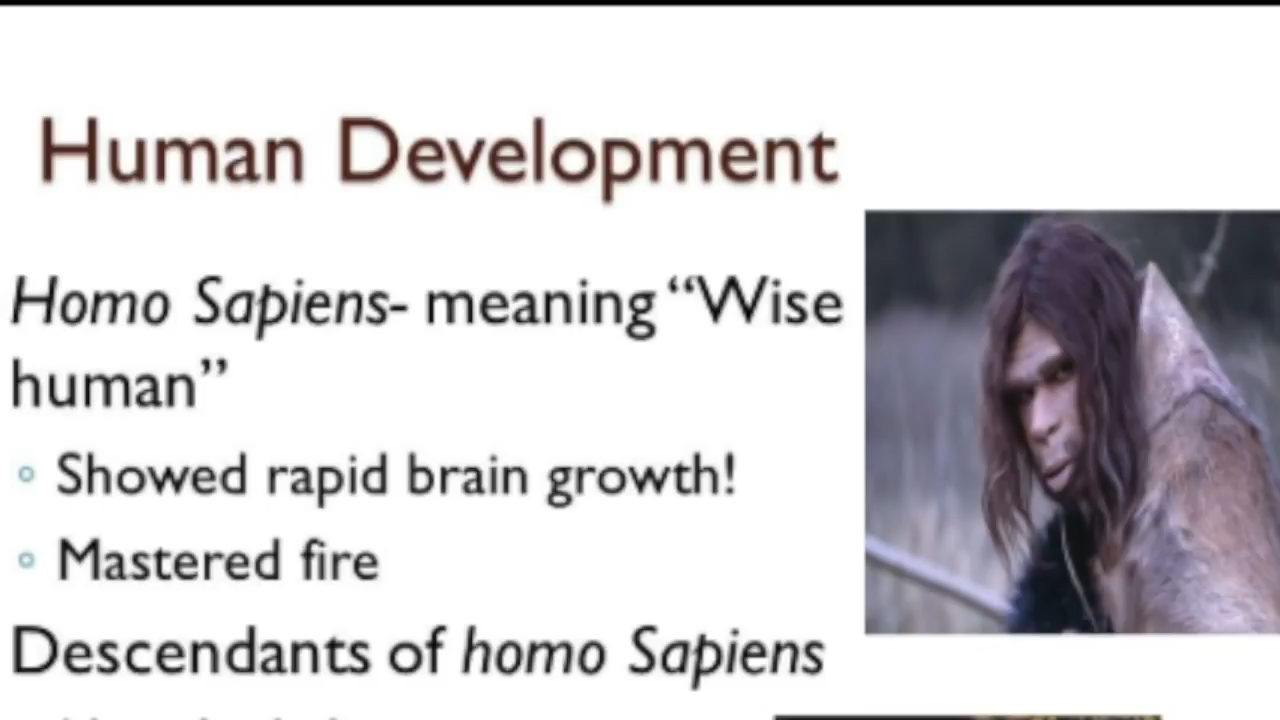 Human Development
Homo Sapiens- meaning “Wise
human”
◦ Showed rapid brain growth!
◦ Mastered fire
Descendants of homo Sapiens